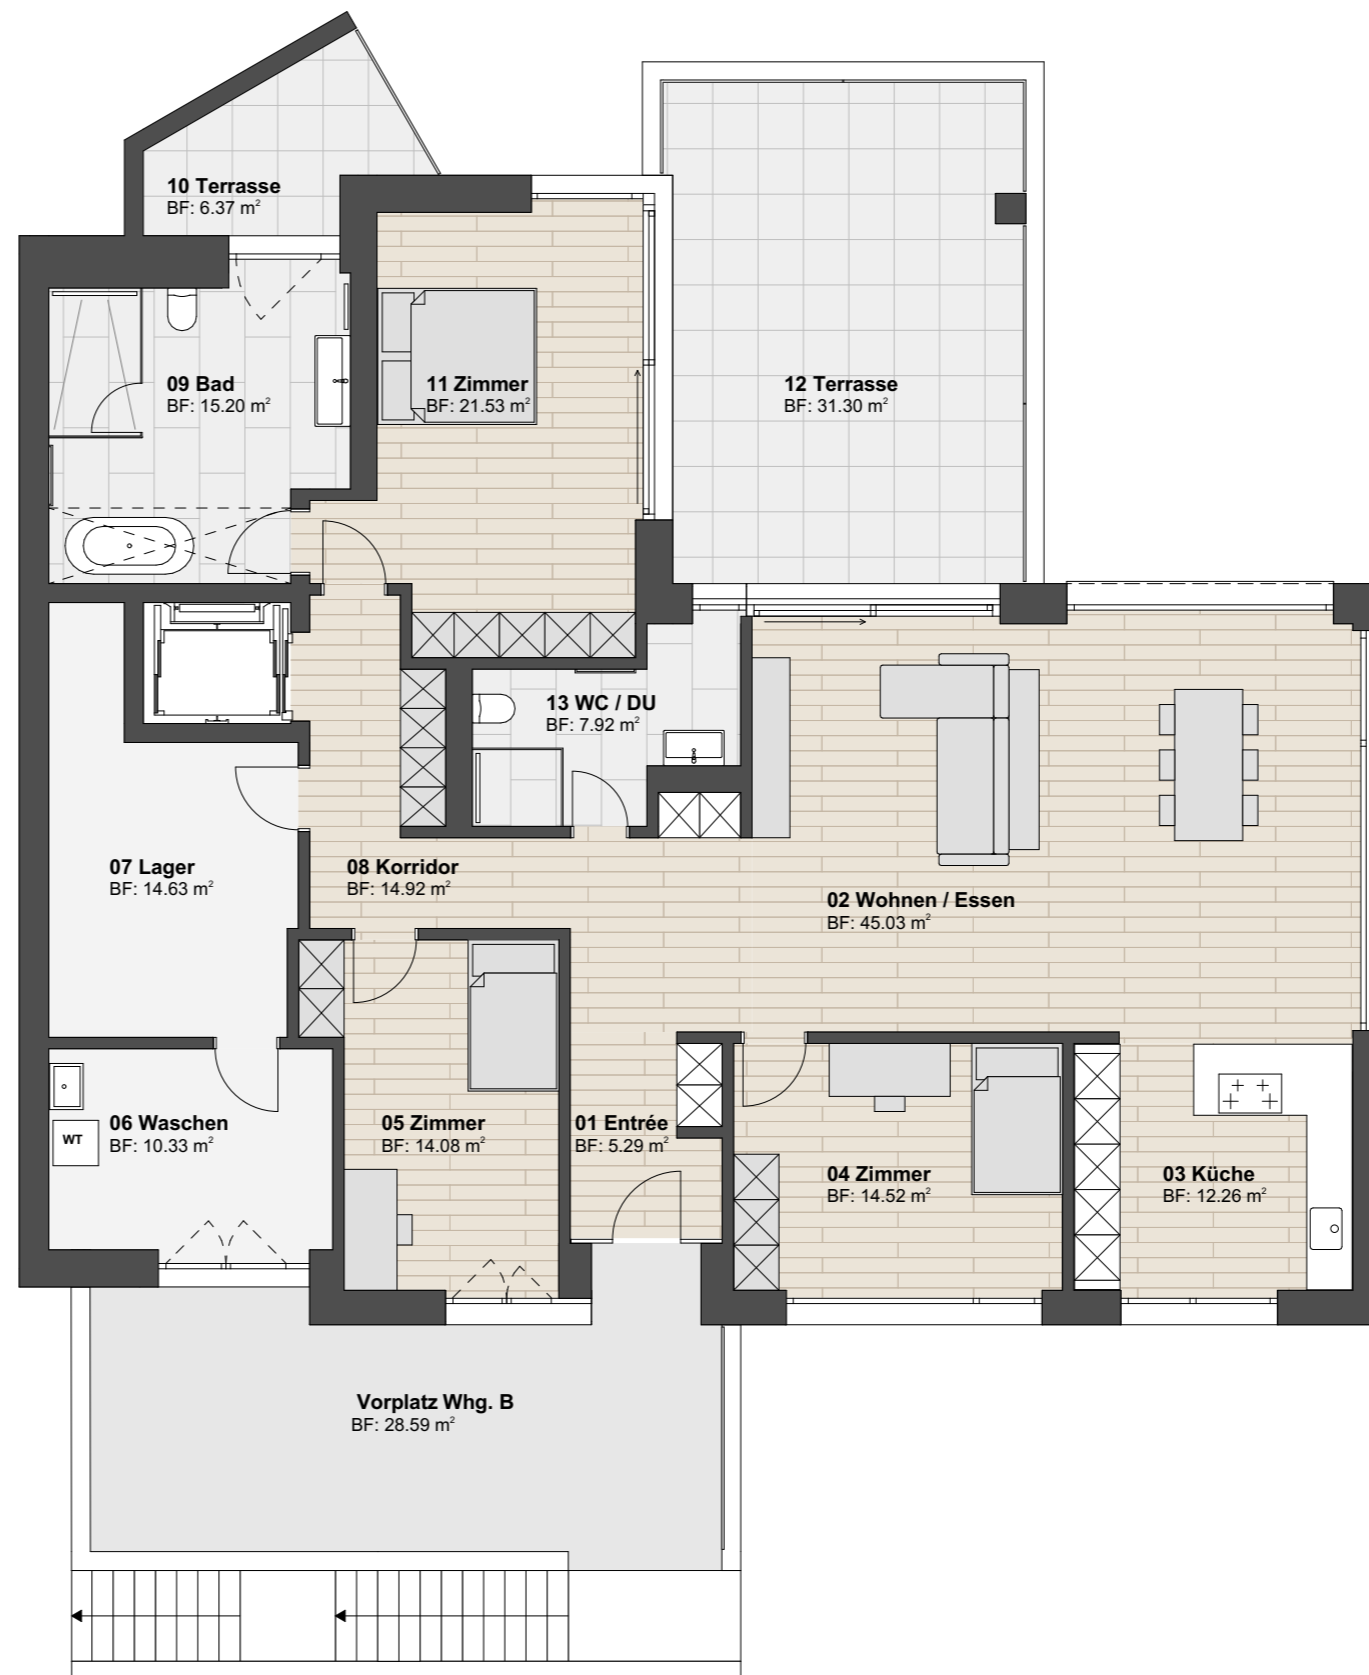 10 Terrasse
BF: 6.37 m²
09 Bad
BF: 15.20 m²
11 Zimmer
BF: 21.53 m²
12 Terrasse
BF: 31.30 m²
13 WC / DU
BF: 7.92 m²
07 Lager
BF: 14.63 m²
08 Korridor
BF: 14.92 m²
02 Wohnen / Essen
BF: 45.03 m²
06 Waschen
BF: 10.33 m²
WT
05 Zimmer
BF: 14.08 m²
01 Entrée
BF: 5.29 m²
04 Zimmer
BF: 14.52 m²
03 Küche
BF: 12.26 m²
Vorplatz Whg. B
BF: 28.59 m²